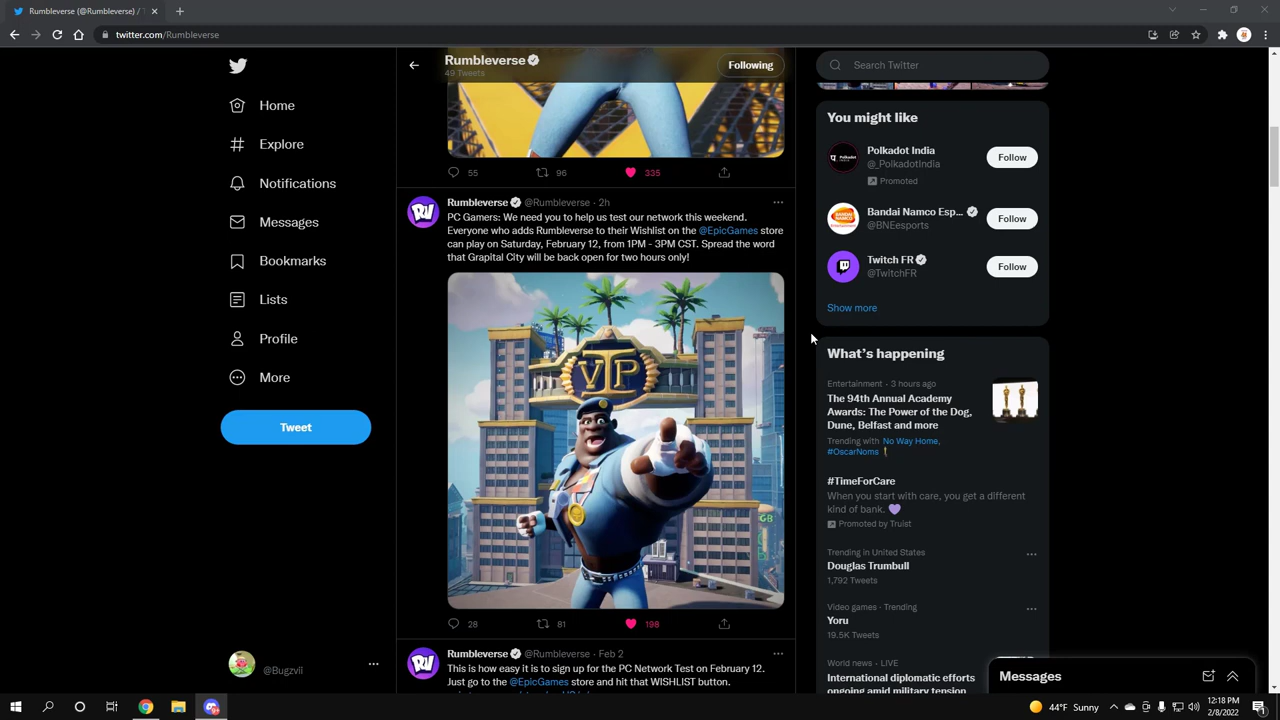 Rumbleverse (@Rumbleverse) / T
twitter.com/Rumbleverse
Home
Explore
Notifications
Messages
Bookmarks
Lists
Profile
More
Tweet
@Bugzvii
Rumbleverse
49 Tweets
Following
55
96
335
Rumbleverse @Rumbleverse · 2h
PC Gamers: We need you to help us test our network this weekend.
Everyone who adds Rumbleverse to their Wishlist on the @EpicGames store
can play on Saturday, February 12, from 1PM - 3PM CST. Spread the word
that Grapital City will be back open for two hours only!
VIP
GB
28
81
198
Rumbleverse @Rumbleverse · Feb 2
This is how easy it is to sign up for the PC Network Test on February 12.
Just go to the @EpicGames store and hit that WISHLIST button.
Search Twitter
You might like
Polkadot India
@_PolkadotIndia
Promoted
Follow
Bandai Namco Esp...
@BNEesports
Follow
Twitch FR
@TwitchFR
Follow
Show more
What's happening
Entertainment · 3 hours ago
The 94th Annual Academy
Awards: The Power of the Dog,
Dune, Belfast and more
Trending with No Way Home,
#OscarNoms
#TimeForCare
When you start with care, you get a different
kind of bank.
Promoted by Truist
Trending in United States
Douglas Trumbull
1,792 Tweets
Video games · Trending
Yoru
19.5K Tweets
World news · LIVE
International diplomatic efforts
ongoing amid military tension
Messages
44°F Sunny
12:18 PM
2/8/2022